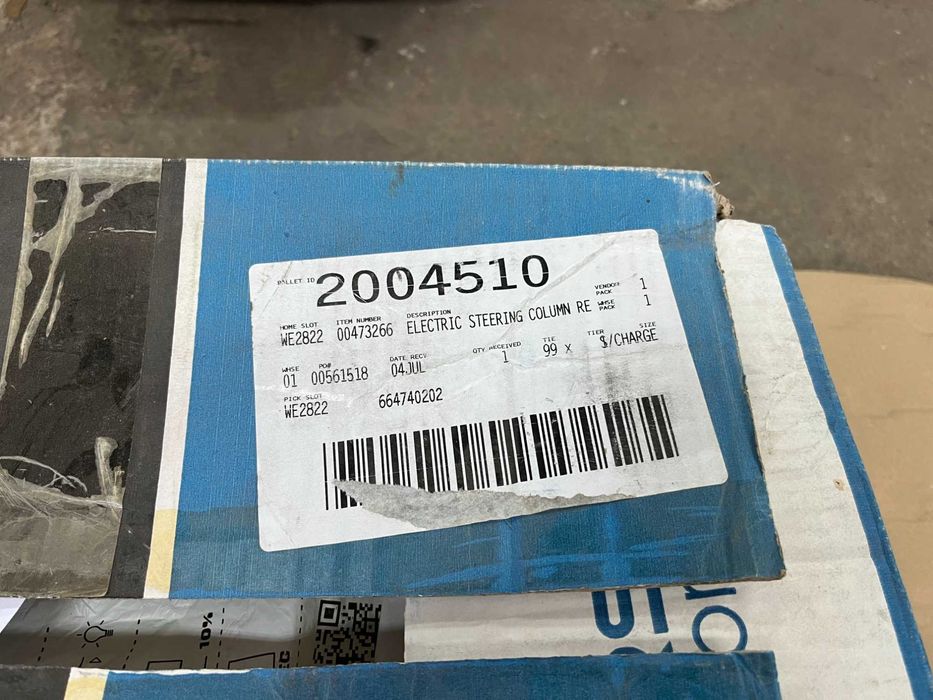 PALLET ID 2004510
HOME SLOT ITEM NUMBER DESCRIPTION VENDOR PACK 1
WE2822 00473266 ELECTRIC STEERING COLUMN RE WHSE PACK 1
WHSE PO# DATE RECV QTY RECEIVED TIE TIER SIZE
01 00561518 04JUL 1 99 X /CHARGE
PICK SLOT
WE2822 664740202
10%